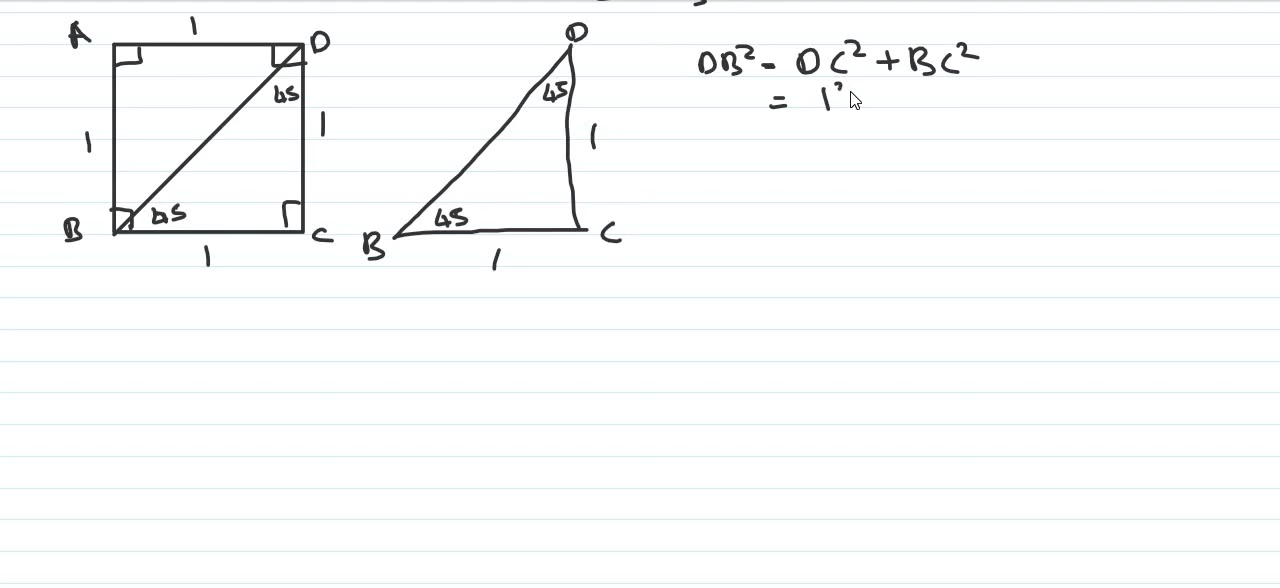 A 1 D
45
1 1
B 45 C
1
D
45
1
B 45 C
1
DB² = DC² + BC²
= 1²